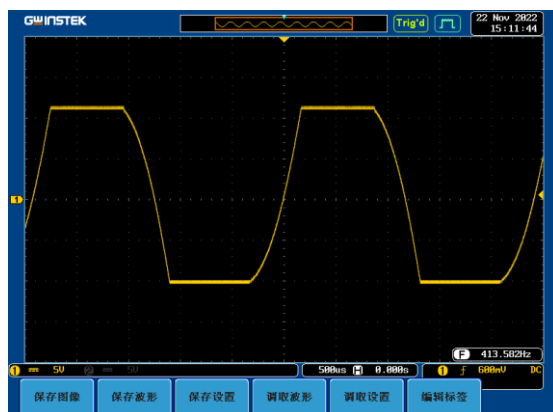 GWINSTEK
Trig'd
22 Nov 2022
15:11:44
1
F 413.582Hz
1 5V 2 5V 500us H 0.000s 1 600mV DC
保存图像 保存波形 保存设置 调取波形 调取设置 编辑标签